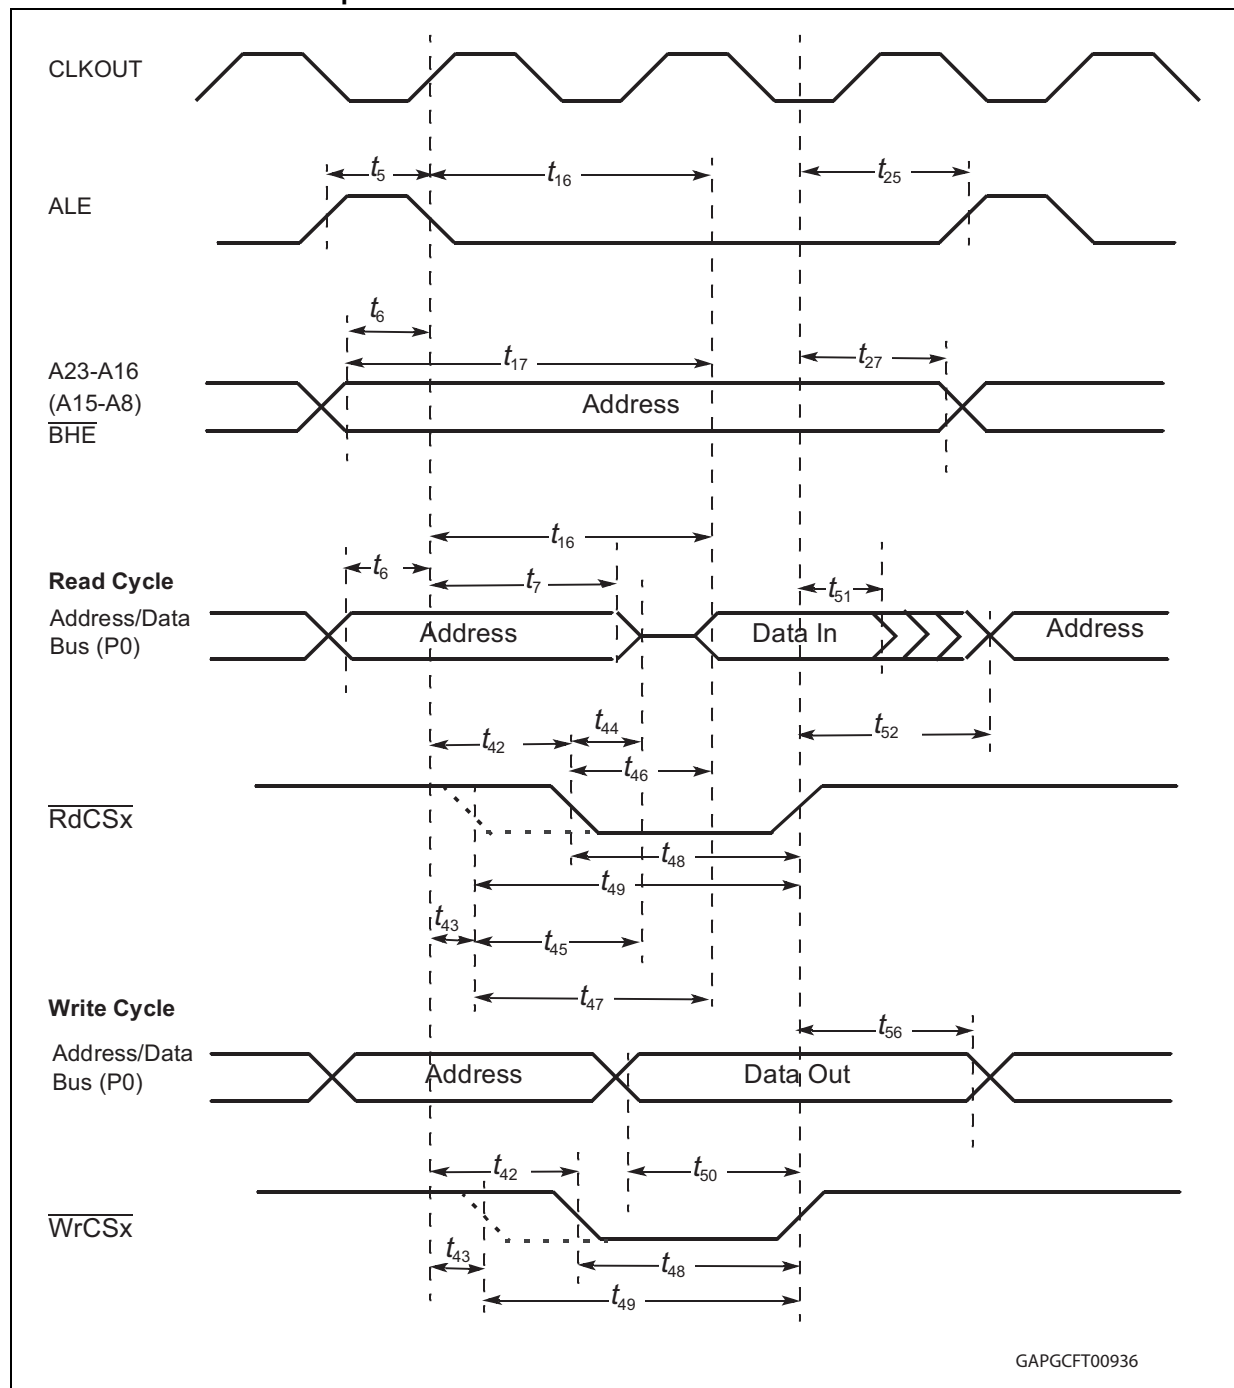 CLKOUT
t5 t16 t25
ALE
t6
t17 t27
A23-A16
(A15-A8)
BHE
Address
t16
t6 t7 t51
Read Cycle
Address/Data
Bus (P0)
Address Data In Address
t44 t52
t42
t46
RdCSx
t48
t49
t43 t45
t47
Write Cycle
t56
Address/Data
Bus (P0)
Address Data Out
t42 t50
WrCSx
t43 t48
t49
GAPGCFT00936